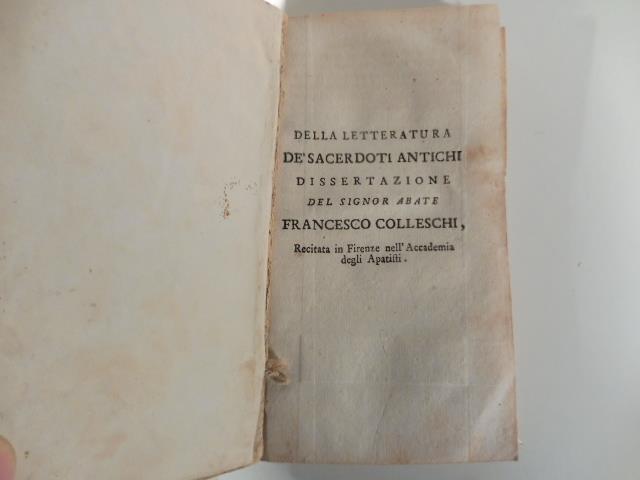 DELLA LETTERATURA
DE' SACERDOTI ANTICHI
DISSERTAZIONE
DEL SIGNOR ABATE
FRANCESCO COLLESCHI,
Recitata in Firenze nell'Accademia
degli Apatiſti.